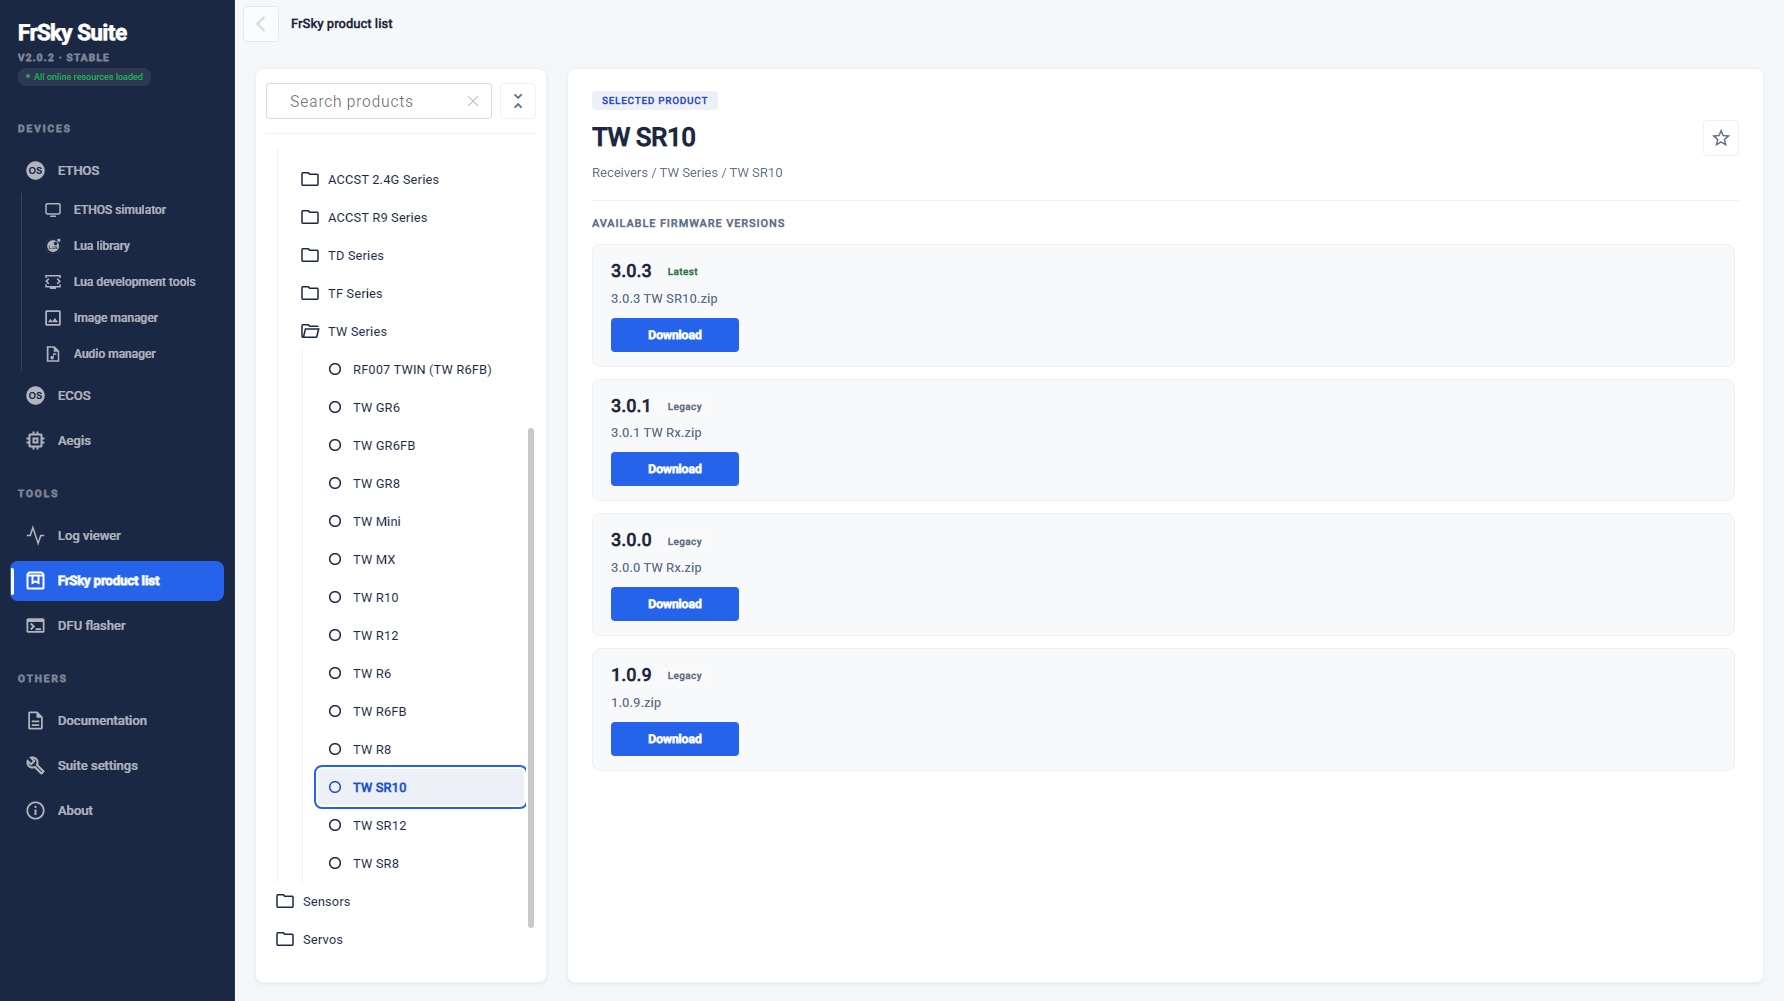 FrSky Suite
V2.0.2 · STABLE
• All online resources loaded
DEVICES
OS ETHOS
ETHOS simulator
Lua library
Lua development tools
Image manager
Audio manager
OS ECOS
Aegis
TOOLS
Log viewer
FrSky product list
DFU flasher
OTHERS
Documentation
Suite settings
About
FrSky product list
Search products
ACCST 2.4G Series
ACCST R9 Series
TD Series
TF Series
TW Series
RF007 TWIN (TW R6FB)
TW GR6
TW GR6FB
TW GR8
TW Mini
TW MX
TW R10
TW R12
TW R6
TW R6FB
TW R8
TW SR10
TW SR12
TW SR8
Sensors
Servos
SELECTED PRODUCT
TW SR10
Receivers / TW Series / TW SR10
AVAILABLE FIRMWARE VERSIONS
3.0.3 Latest
3.0.3 TW SR10.zip
Download
3.0.1 Legacy
3.0.1 TW Rx.zip
Download
3.0.0 Legacy
3.0.0 TW Rx.zip
Download
1.0.9 Legacy
1.0.9.zip
Download